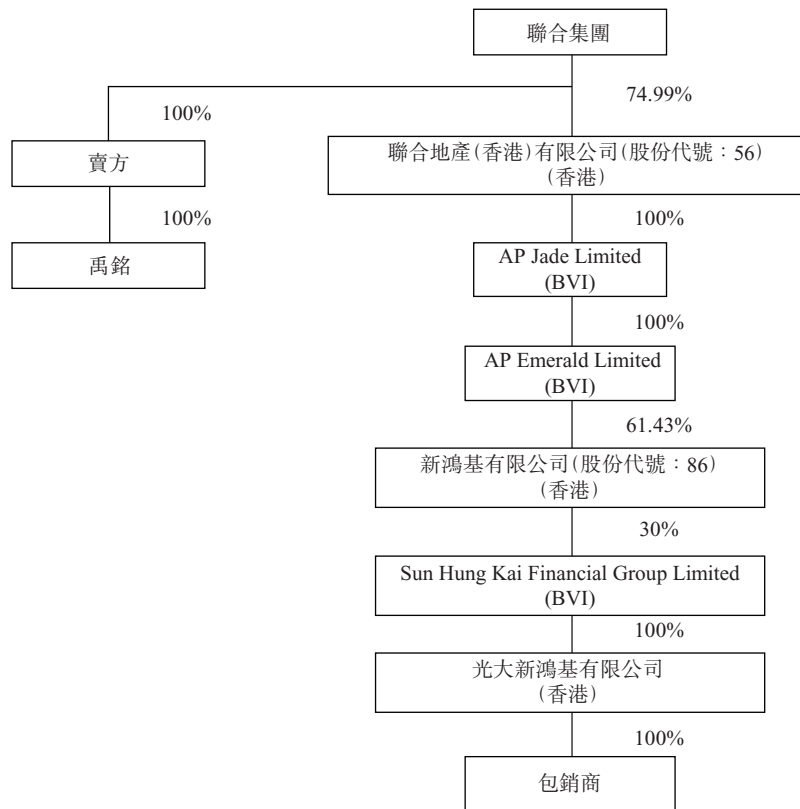 聯合集團
100%
74.99%
賣方
聯合地產(香港)有限公司(股份代號：56)
(香港)
100%
100%
禹銘
AP Jade Limited
(BVI)
100%
AP Emerald Limited
(BVI)
61.43%
新鴻基有限公司(股份代號：86)
(香港)
30%
Sun Hung Kai Financial Group Limited
(BVI)
100%
光大新鴻基有限公司
(香港)
100%
包銷商